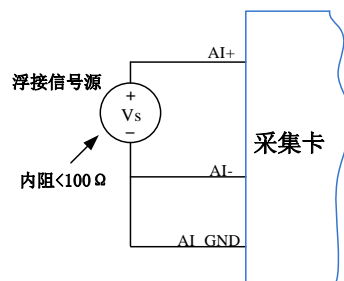 AI+
浮接信号源
+
Vs
−
采集卡
内阻<100Ω
AI-
AI_GND